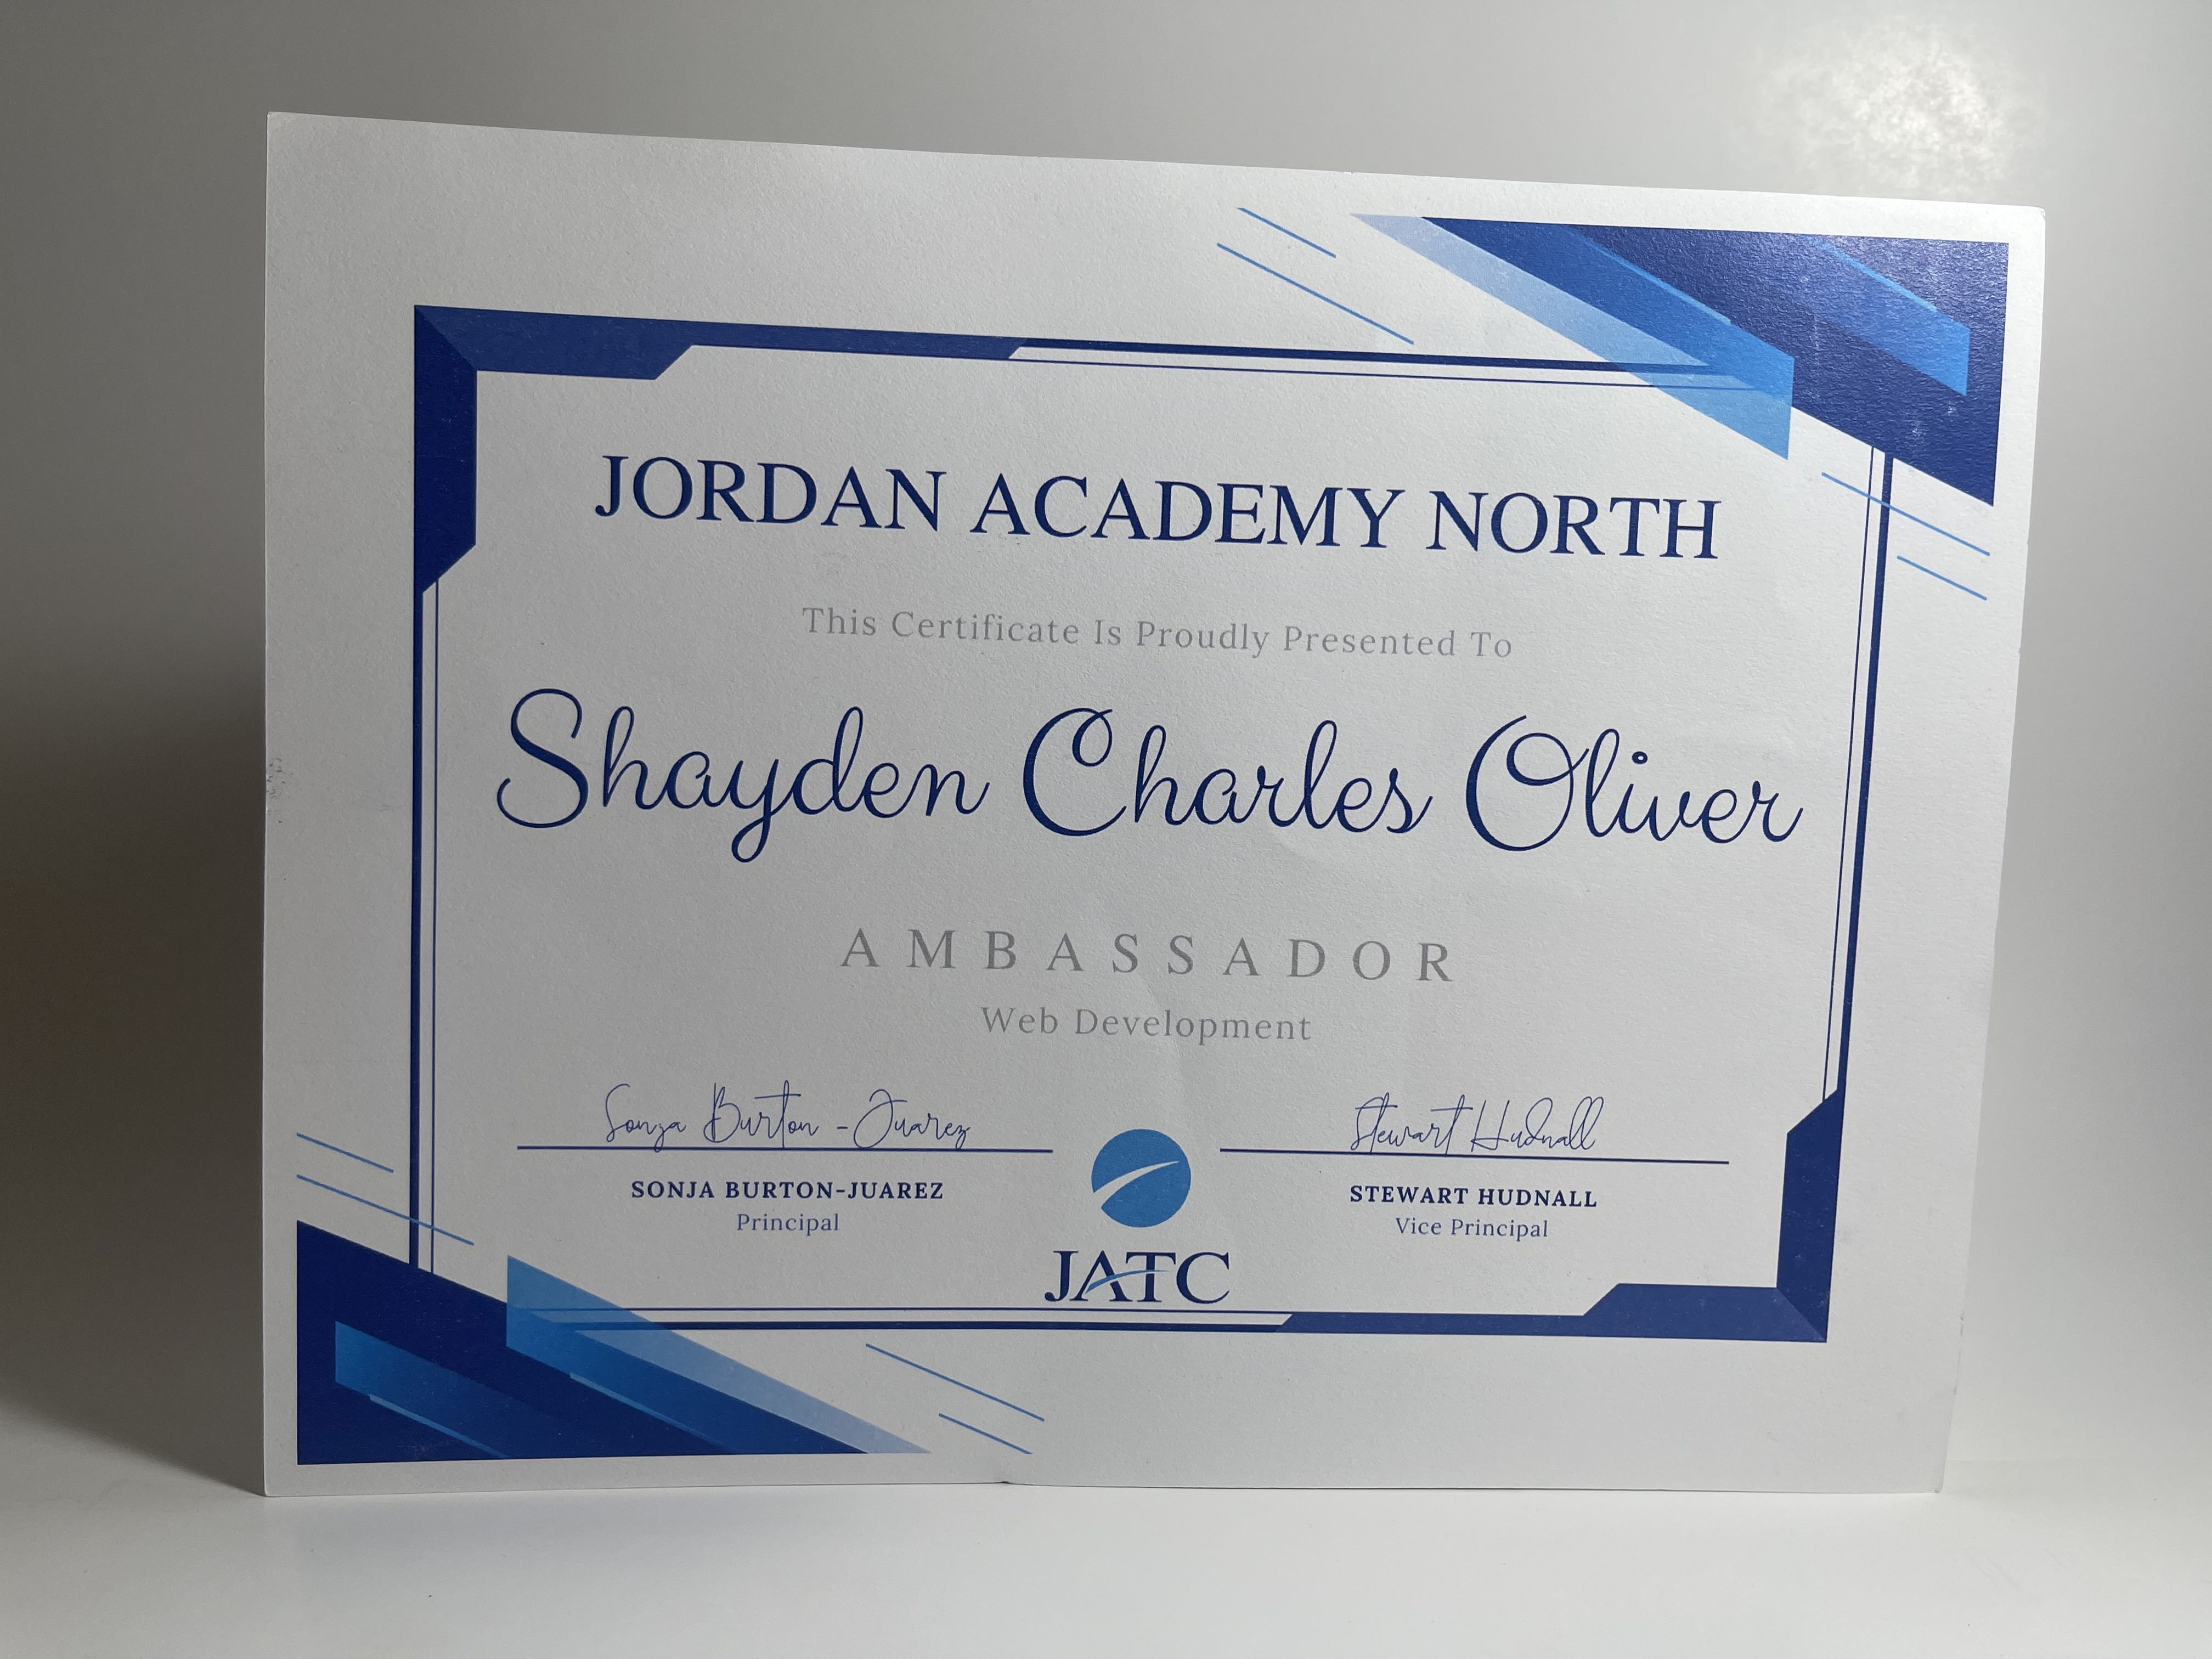 JORDAN ACADEMY NORTH
This Certificate Is Proudly Presented To
Shayden Charles Oliver
AMBASSADOR
Web Development
Sonja Burton-Juarez
SONJA BURTON-JUAREZ
Principal
Stewart Hudnall
STEWART HUDNALL
Vice Principal
JATC